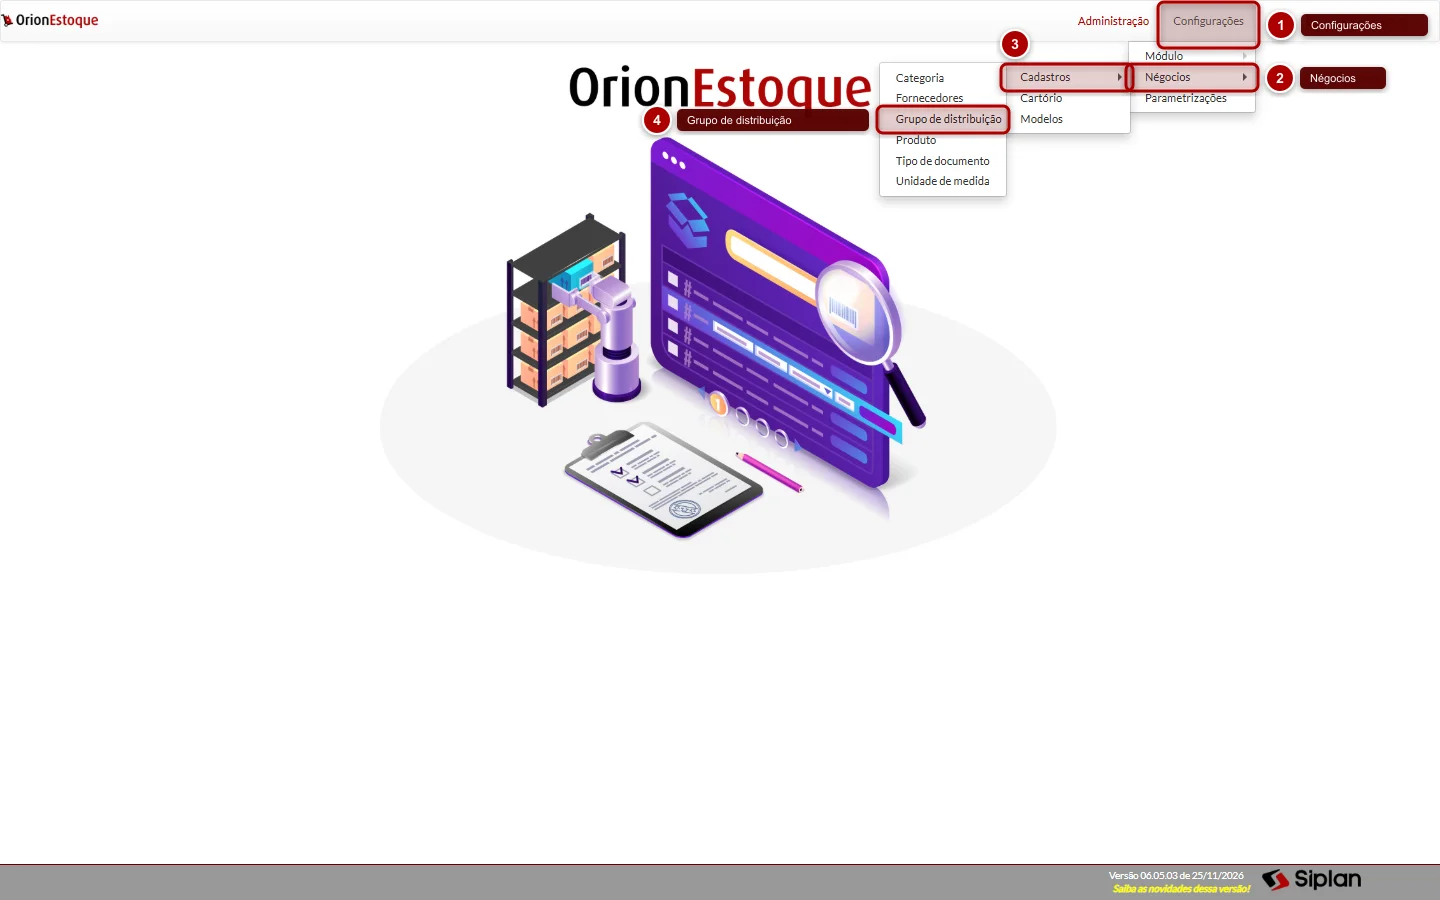 OrionEstoque
Administração
Configurações
1
Configurações
3
Módulo
OrionEstoque
Categoria
Cadastros
Négocios
2
Négocios
Fornecedores
Cartório
Parametrizações
4
Grupo de distribuição
Grupo de distribuição
Modelos
Produto
Tipo de documento
Unidade de medida
1
Versão 06.05.03 de 25/11/2026
Saiba as novidades dessa versão!
Siplan